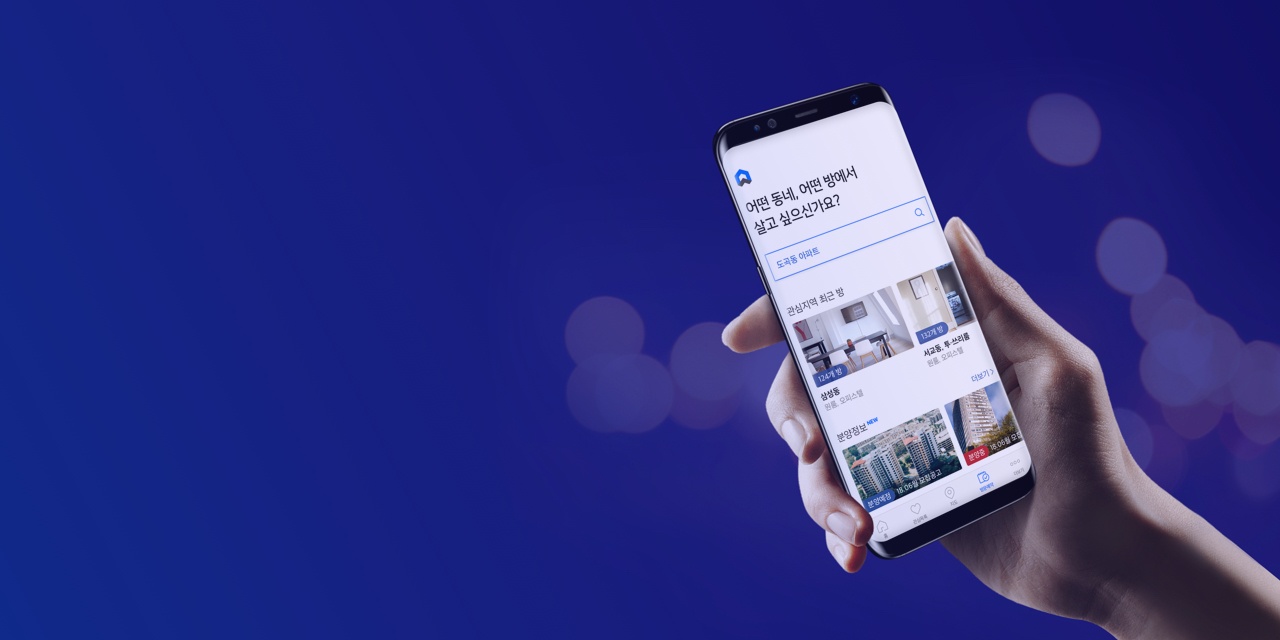 어떤 동네, 어떤 방에서
살고 싶으신가요?
도곡동 아파트
관심지역 최근 방
124개 방
132개 방
삼성동
원룸, 오피스텔
서교동, 투·쓰리룸
원룸, 오피스텔
더보기
분양정보 NEW
분양예정
18.06월 모집공고
분양중
18.06월 모집
홈
관심목록
지도
더보기